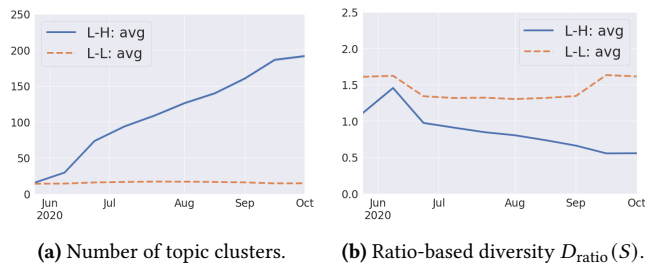 250
200
150
100
50
0
L-H: avg
L-L: avg
Jun
2020
Jul
Aug
Sep
Oct
(a) Number of topic clusters.
2.5
2.0
1.5
1.0
0.5
0.0
L-H: avg
L-L: avg
Jun
2020
Jul
Aug
Sep
Oct
(b) Ratio-based diversity D_ratio(S).